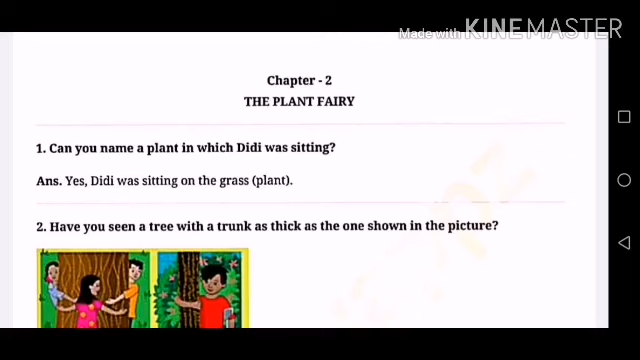 Made with KINEMASTER
Chapter - 2
THE PLANT FAIRY
1. Can you name a plant in which Didi was sitting?
Ans. Yes, Didi was sitting on the grass (plant).
2. Have you seen a tree with a trunk as thick as the one shown in the picture?